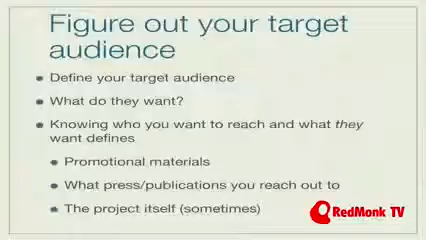 Figure out your target
audience
Define your target audience
What do they want?
Knowing who you want to reach and what they
want defines
Promotional materials
What press/publications you reach out to
The project itself (sometimes)
RedMonk TV